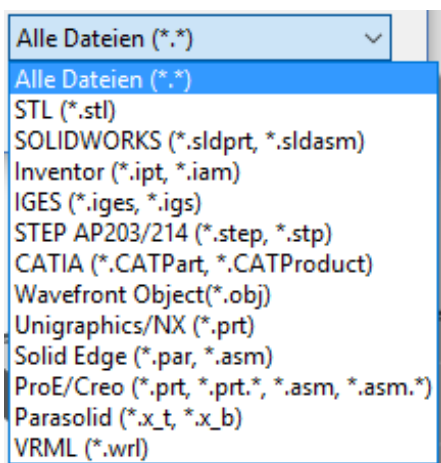 Alle Dateien (*.*)
Alle Dateien (*.*)
STL (*.stl)
SOLIDWORKS (*.sldprt, *.sldasm)
Inventor (*.ipt, *.iam)
IGES (*.iges, *.igs)
STEP AP203/214 (*.step, *.stp)
CATIA (*.CATPart, *.CATProduct)
Wavefront Object(*.obj)
Unigraphics/NX (*.prt)
Solid Edge (*.par, *.asm)
ProE/Creo (*.prt, *.prt.*, *.asm, *.asm.*)
Parasolid (*.x_t, *.x_b)
VRML (*.wrl)